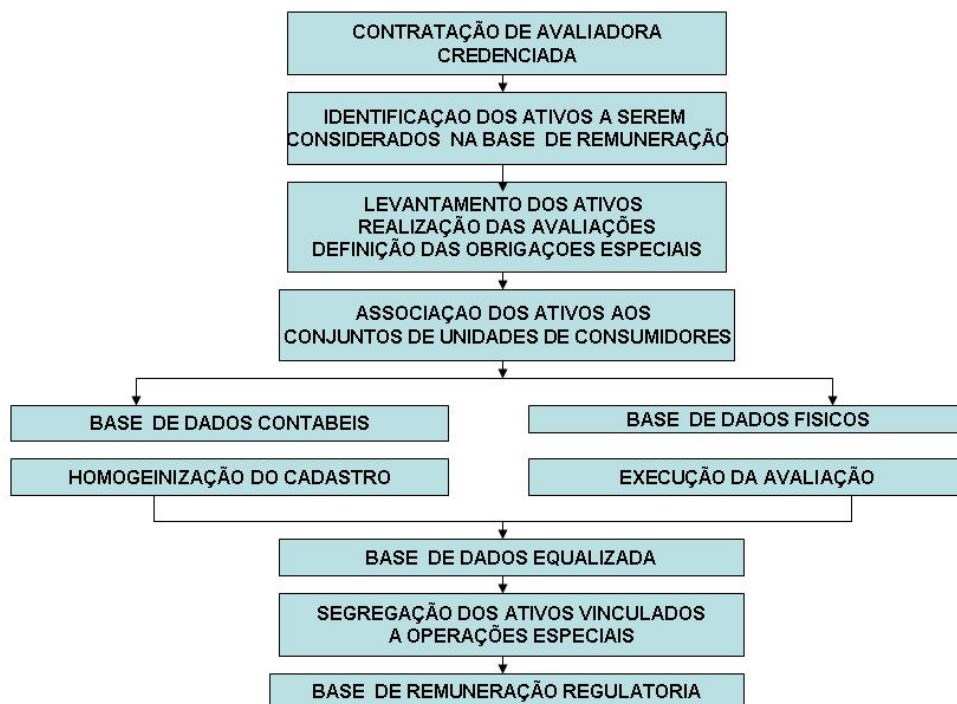 CONTRATAÇÃO DE AVALIADORA
CREDENCIADA
IDENTIFICAÇAO DOS ATIVOS A SEREM
CONSIDERADOS NA BASE DE REMUNERAÇÃO
LEVANTAMENTO DOS ATIVOS
REALIZAÇÃO DAS AVALIAÇÕES
DEFINIÇÃO DAS OBRIGAÇOES ESPECIAIS
ASSOCIAÇAO DOS ATIVOS AOS
CONJUNTOS DE UNIDADES DE CONSUMIDORES
BASE DE DADOS CONTABEIS
BASE DE DADOS FISICOS
HOMOGEINIZAÇÃO DO CADASTRO
EXECUÇÃO DA AVALIAÇÃO
BASE DE DADOS EQUALIZADA
SEGREGAÇÃO DOS ATIVOS VINCULADOS
A OPERAÇÕES ESPECIAIS
BASE DE REMUNERAÇÃO REGULATORIA